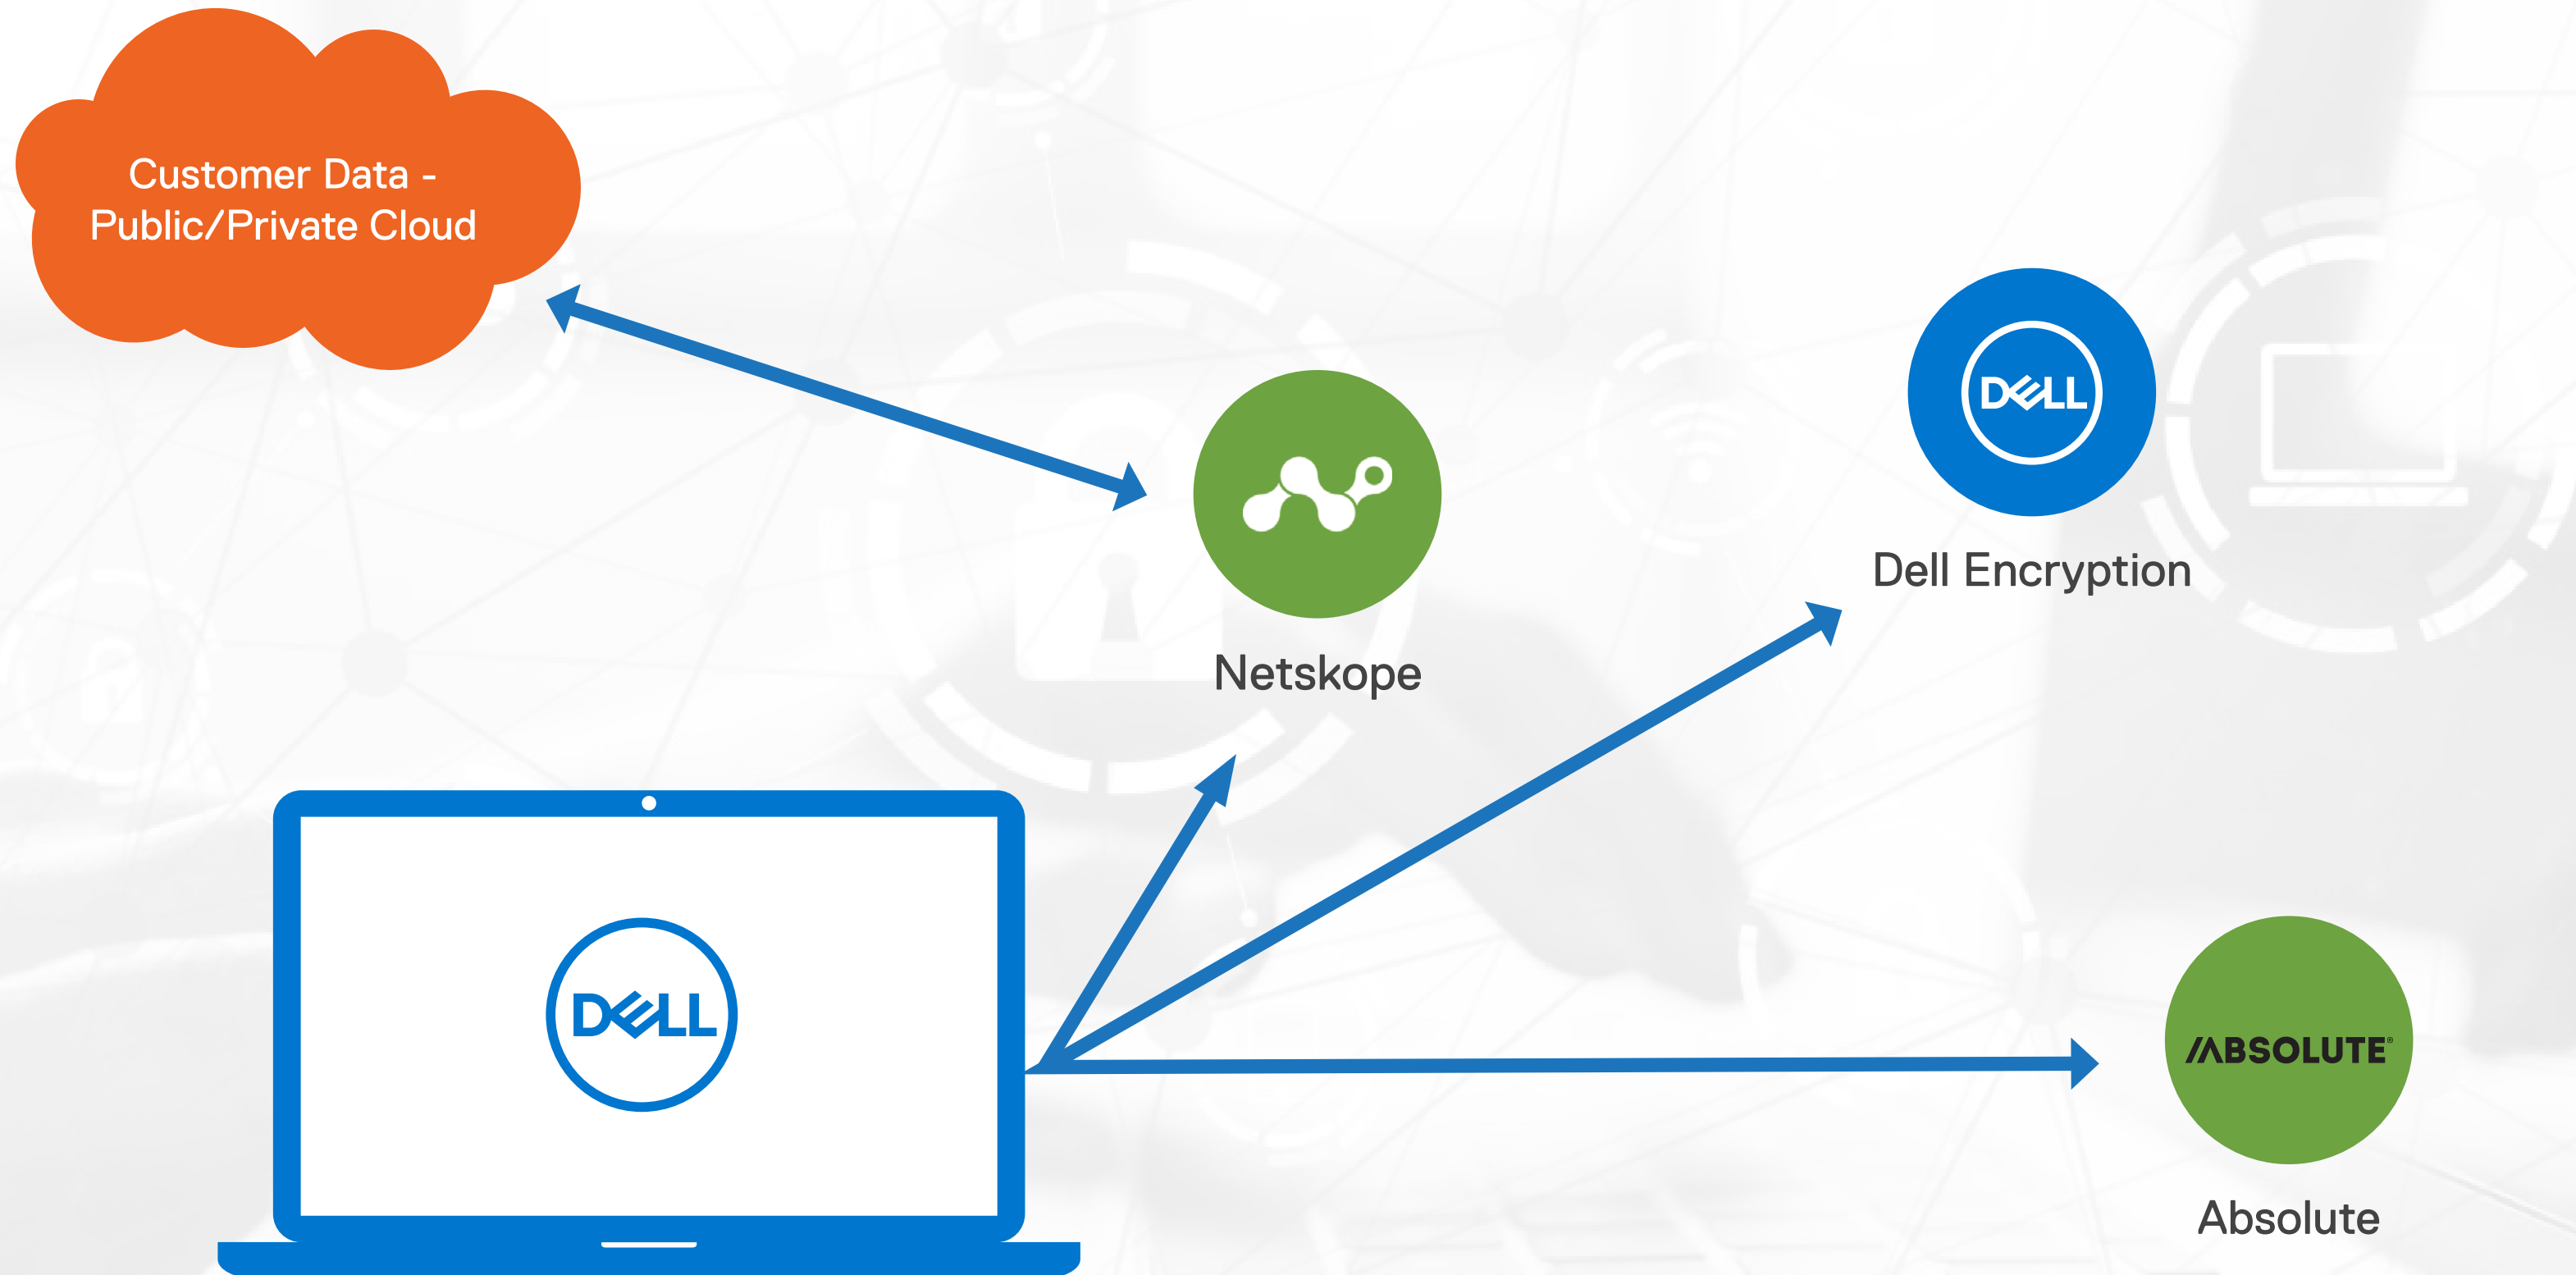 Customer Data -
Public/Private Cloud
DELL
Dell Encryption
Netskope
DELL
ABSOLUTE®
Absolute